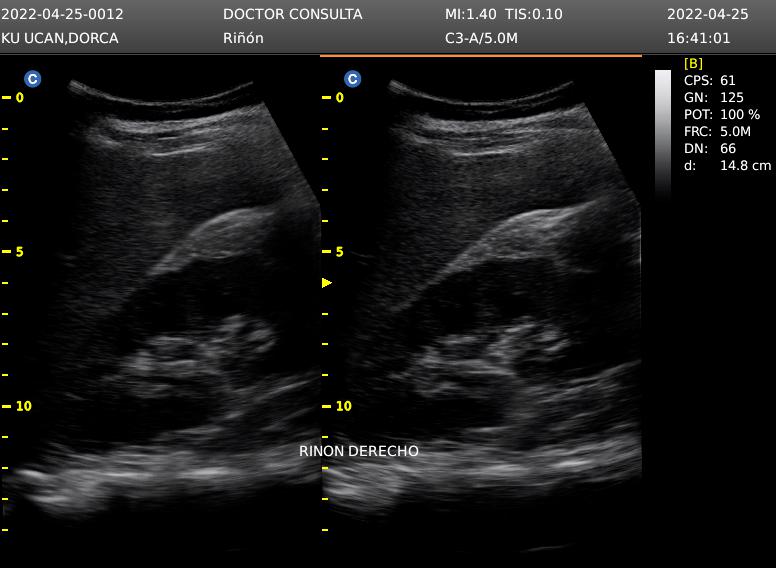 2022-04-25-0012 DOCTOR CONSULTA MI:1.40 TIS:0.10 2022-04-25
KU UCAN,DORCA Riñón C3-A/5.0M 16:41:01
[B]
CPS: 61
GN: 125
POT: 100 %
FRC: 5.0M
DN: 66
d: 14.8 cm
C C
0 0
5 5
10 10
RINON DERECHO